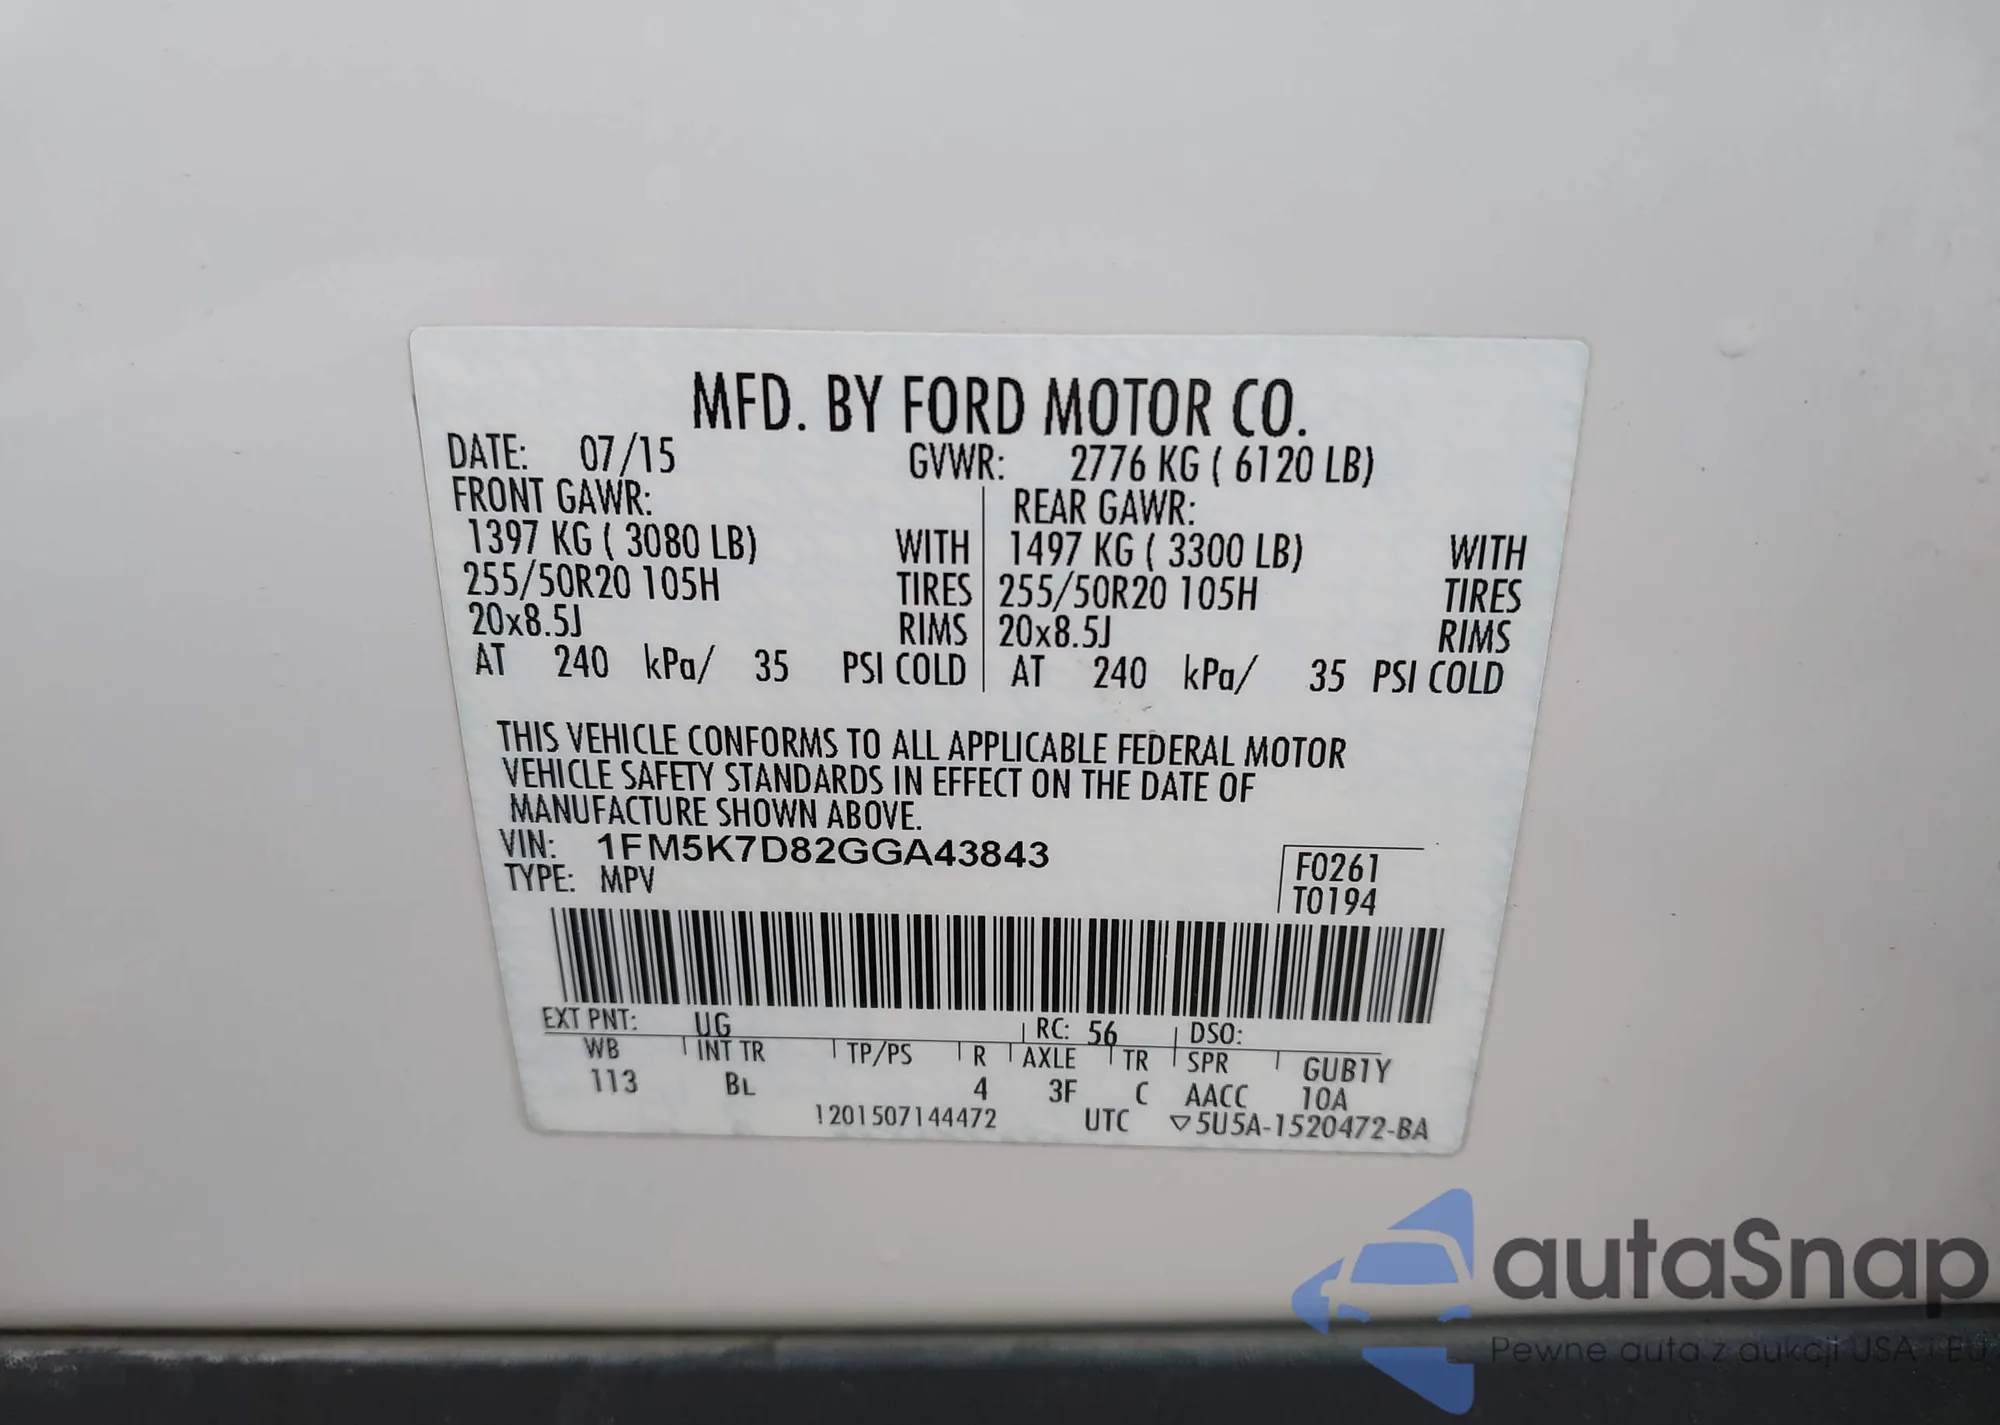 MFD. BY FORD MOTOR CO.
DATE: 07/15 GVWR: 2776 KG ( 6120 LB)
FRONT GAWR: REAR GAWR:
1397 KG ( 3080 LB) WITH 1497 KG ( 3300 LB) WITH
255/50R20 105H TIRES 255/50R20 105H TIRES
20x8.5J RIMS 20x8.5J RIMS
AT 240 kPa/ 35 PSI COLD AT 240 kPa/ 35 PSI COLD
THIS VEHICLE CONFORMS TO ALL APPLICABLE FEDERAL MOTOR
VEHICLE SAFETY STANDARDS IN EFFECT ON THE DATE OF
MANUFACTURE SHOWN ABOVE.
VIN: 1FM5K7D82GGA43843
TYPE: MPV
F0261
T0194
EXT PNT: UG RC: 56 DSO:
WB INT TR TP/PS R AXLE TR SPR GUB1Y
113 BL 4 3F C AACC 10A
1201507144472 UTC ▽5U5A-1520472-BA
autaSnap
Pewne auta z aukcji USA i EU